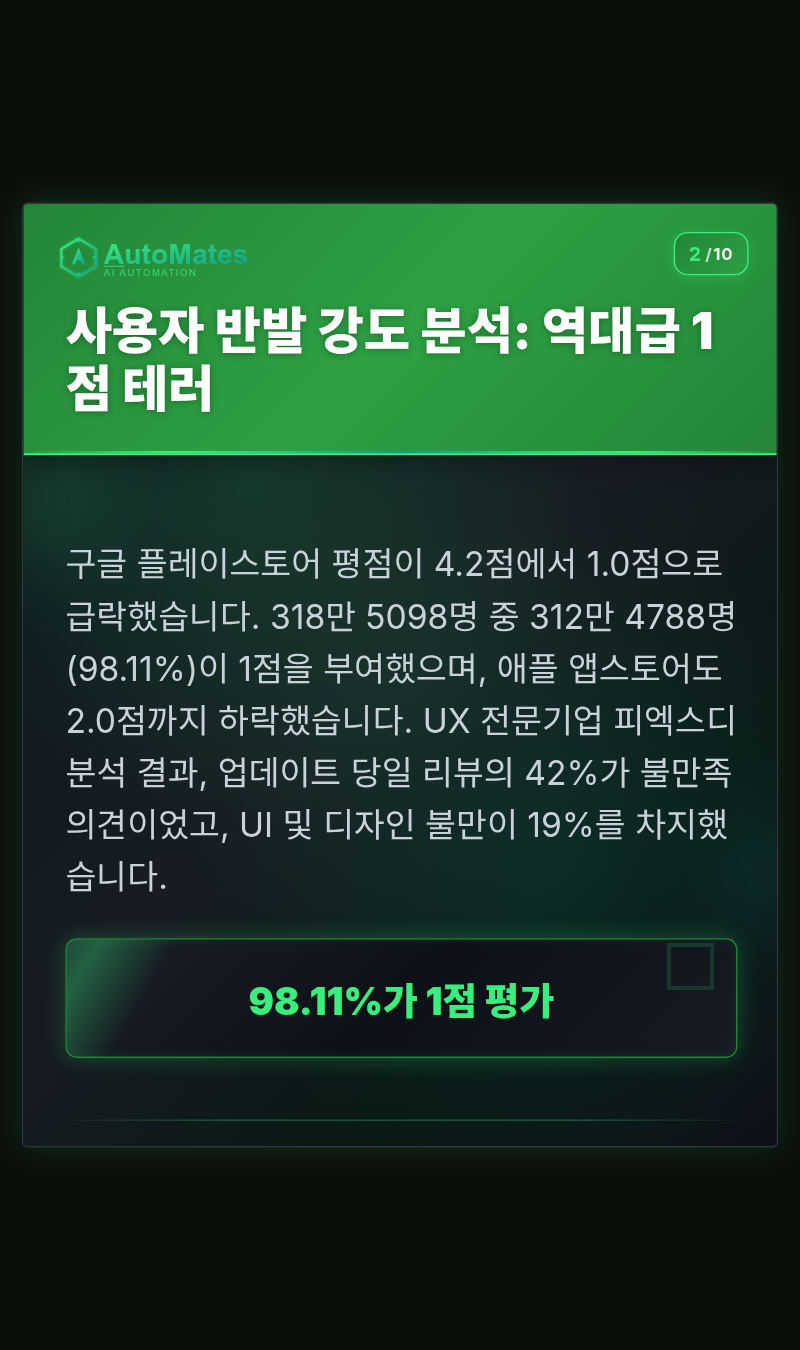 AutoMates
AI AUTOMATION
2 / 10
사용자 반발 강도 분석: 역대급 1
점 테러
구글 플레이스토어 평점이 4.2점에서 1.0점으로
급락했습니다. 318만 5098명 중 312만 4788명
(98.11%)이 1점을 부여했으며, 애플 앱스토어도
2.0점까지 하락했습니다. UX 전문기업 피엑스디
분석 결과, 업데이트 당일 리뷰의 42%가 불만족
의견이었고, UI 및 디자인 불만이 19%를 차지했
습니다.
98.11%가 1점 평가